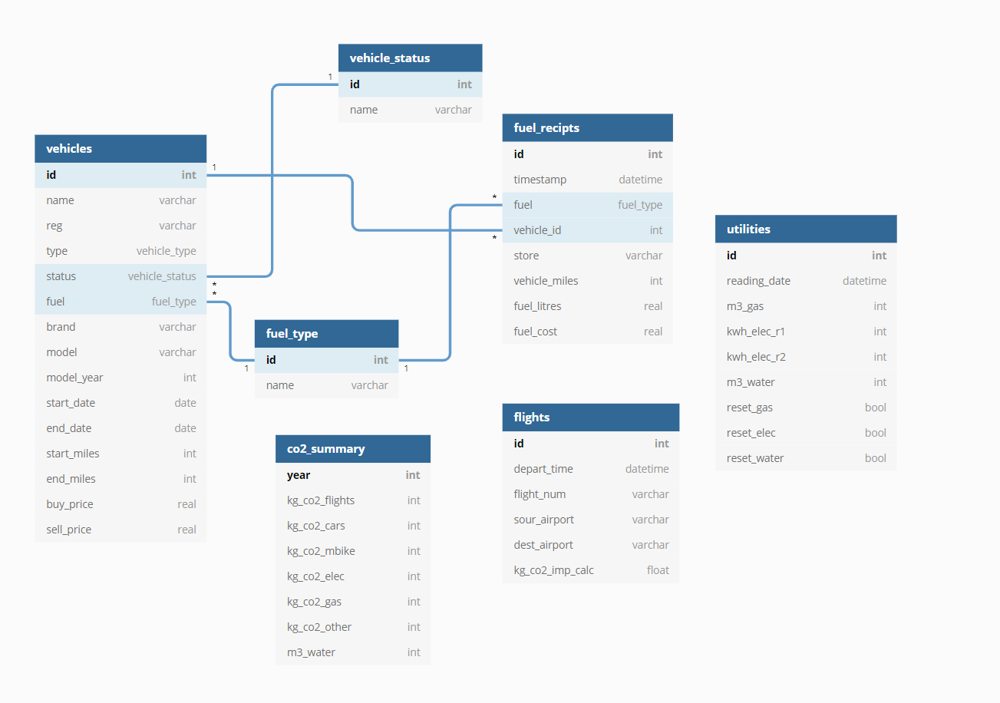 vehicle_status
1
id int
name varchar
vehicles
id int
1
name varchar
reg varchar
type vehicle_type
status vehicle_status
*
fuel fuel_type
*
brand varchar
model varchar
model_year int
start_date date
end_date date
start_miles int
end_miles int
buy_price real
sell_price real
fuel_recipts
id int
timestamp datetime
*
fuel fuel_type
vehicle_id int
*
store varchar
vehicle_miles int
fuel_litres real
fuel_cost real
fuel_type
id int
1
1
name varchar
utilities
id int
reading_date datetime
m3_gas int
kwh_elec_r1 int
kwh_elec_r2 int
m3_water int
reset_gas bool
reset_elec bool
reset_water bool
co2_summary
year int
kg_co2_flights int
kg_co2_cars int
kg_co2_mbike int
kg_co2_elec int
kg_co2_gas int
kg_co2_other int
m3_water int
flights
id int
depart_time datetime
flight_num varchar
sour_airport varchar
dest_airport varchar
kg_co2_imp_calc float